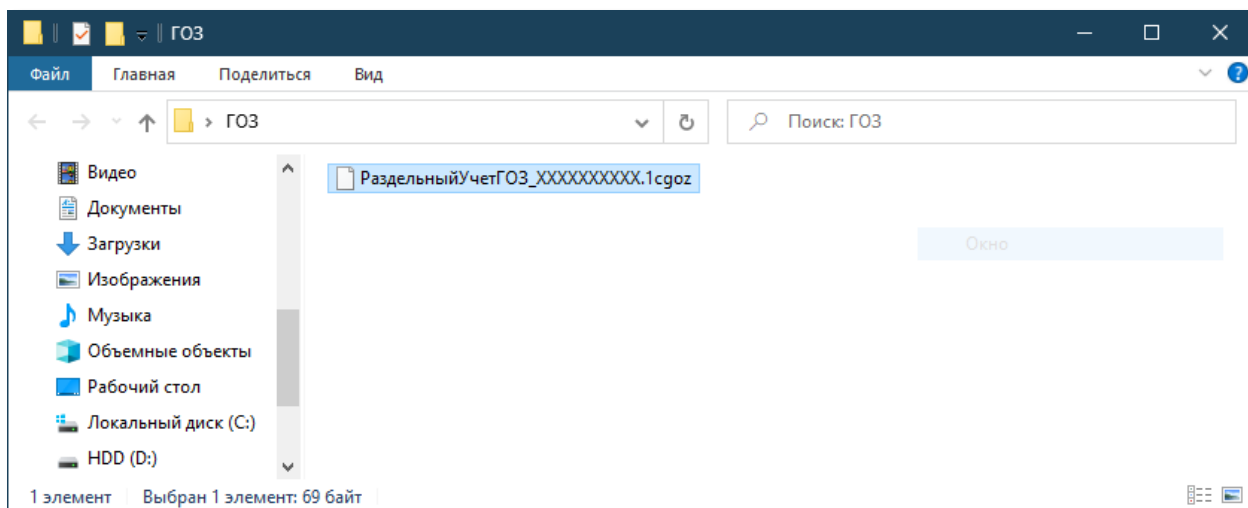 ГОЗ
Файл Главная Поделиться Вид
ГОЗ Поиск: ГОЗ
Видео
РаздельныйУчетГОЗ_XXXXXXXXXX.1cgoz
Документы
Загрузки
Окно
Изображения
Музыка
Объемные объекты
Рабочий стол
Локальный диск (C:)
HDD (D:)
1 элемент Выбран 1 элемент: 69 байт